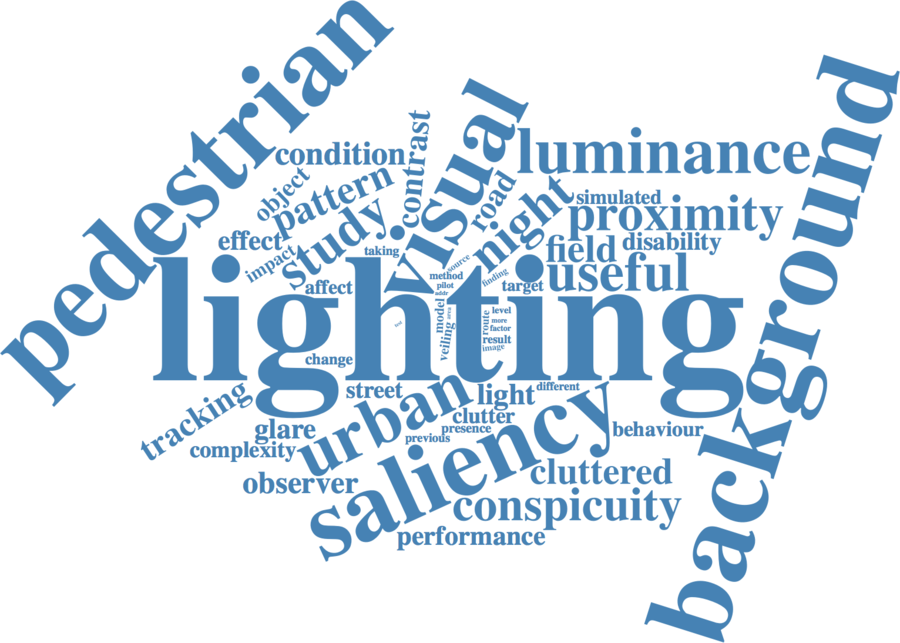 pedestrian
background
lighting
visual
luminance
contrast
condition
object
pattern
road
night
simulated
proximity
study
effect
impact
taking
field
disability
useful
source
method
finding
pilot
target
addr
affect
model
area
veiling
route
level
more
factor
result
image
change
street
light
different
tracking
urban
clutter
saliency
glare
presence
previous
behaviour
complexity
observer
cluttered
conspicuity
performance